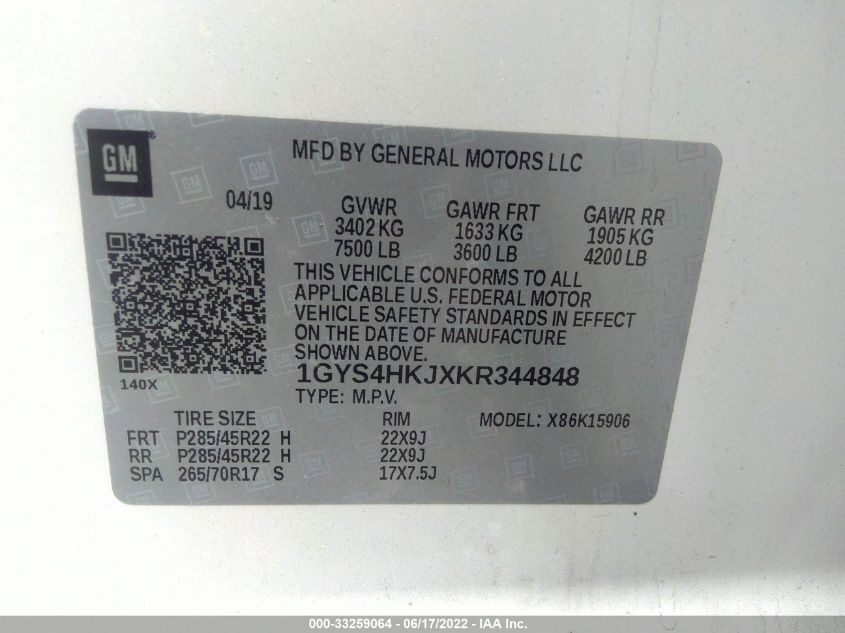 GM
MFD BY GENERAL MOTORS LLC
04/19 GVWR GAWR FRT GAWR RR
3402 KG 1633 KG 1905 KG
7500 LB 3600 LB 4200 LB
THIS VEHICLE CONFORMS TO ALL
APPLICABLE U.S. FEDERAL MOTOR
VEHICLE SAFETY STANDARDS IN EFFECT
ON THE DATE OF MANUFACTURE
SHOWN ABOVE.
1GYS4HKJXKR344848
140X
TYPE: M.P.V.
TIRE SIZE RIM MODEL: X86K15906
FRT P285/45R22 H 22X9J
RR P285/45R22 H 22X9J
SPA 265/70R17 S 17X7.5J
000-33259064 - 06/17/2022 - IAA Inc.